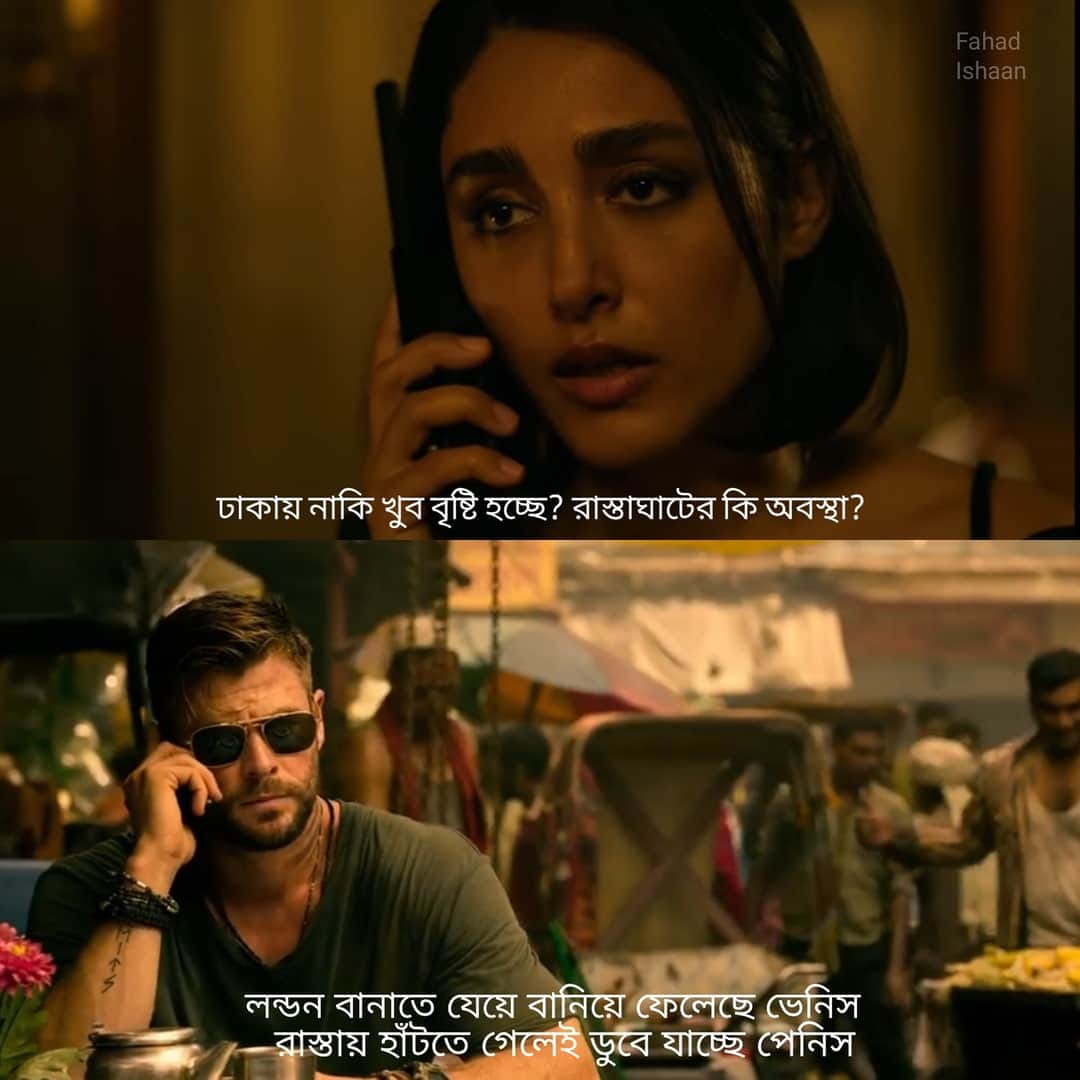 Fahad
Ishaan
ঢাকায় নাকি খুব বৃষ্টি হচ্ছে? রাস্তাঘাটের কি অবস্থা?
লন্ডন বানাতে যেয়ে বানিয়ে ফেলেছে ভেনিস
রাস্তায় হাঁটতে গেলেই ডুবে যাচ্ছে পেনিস